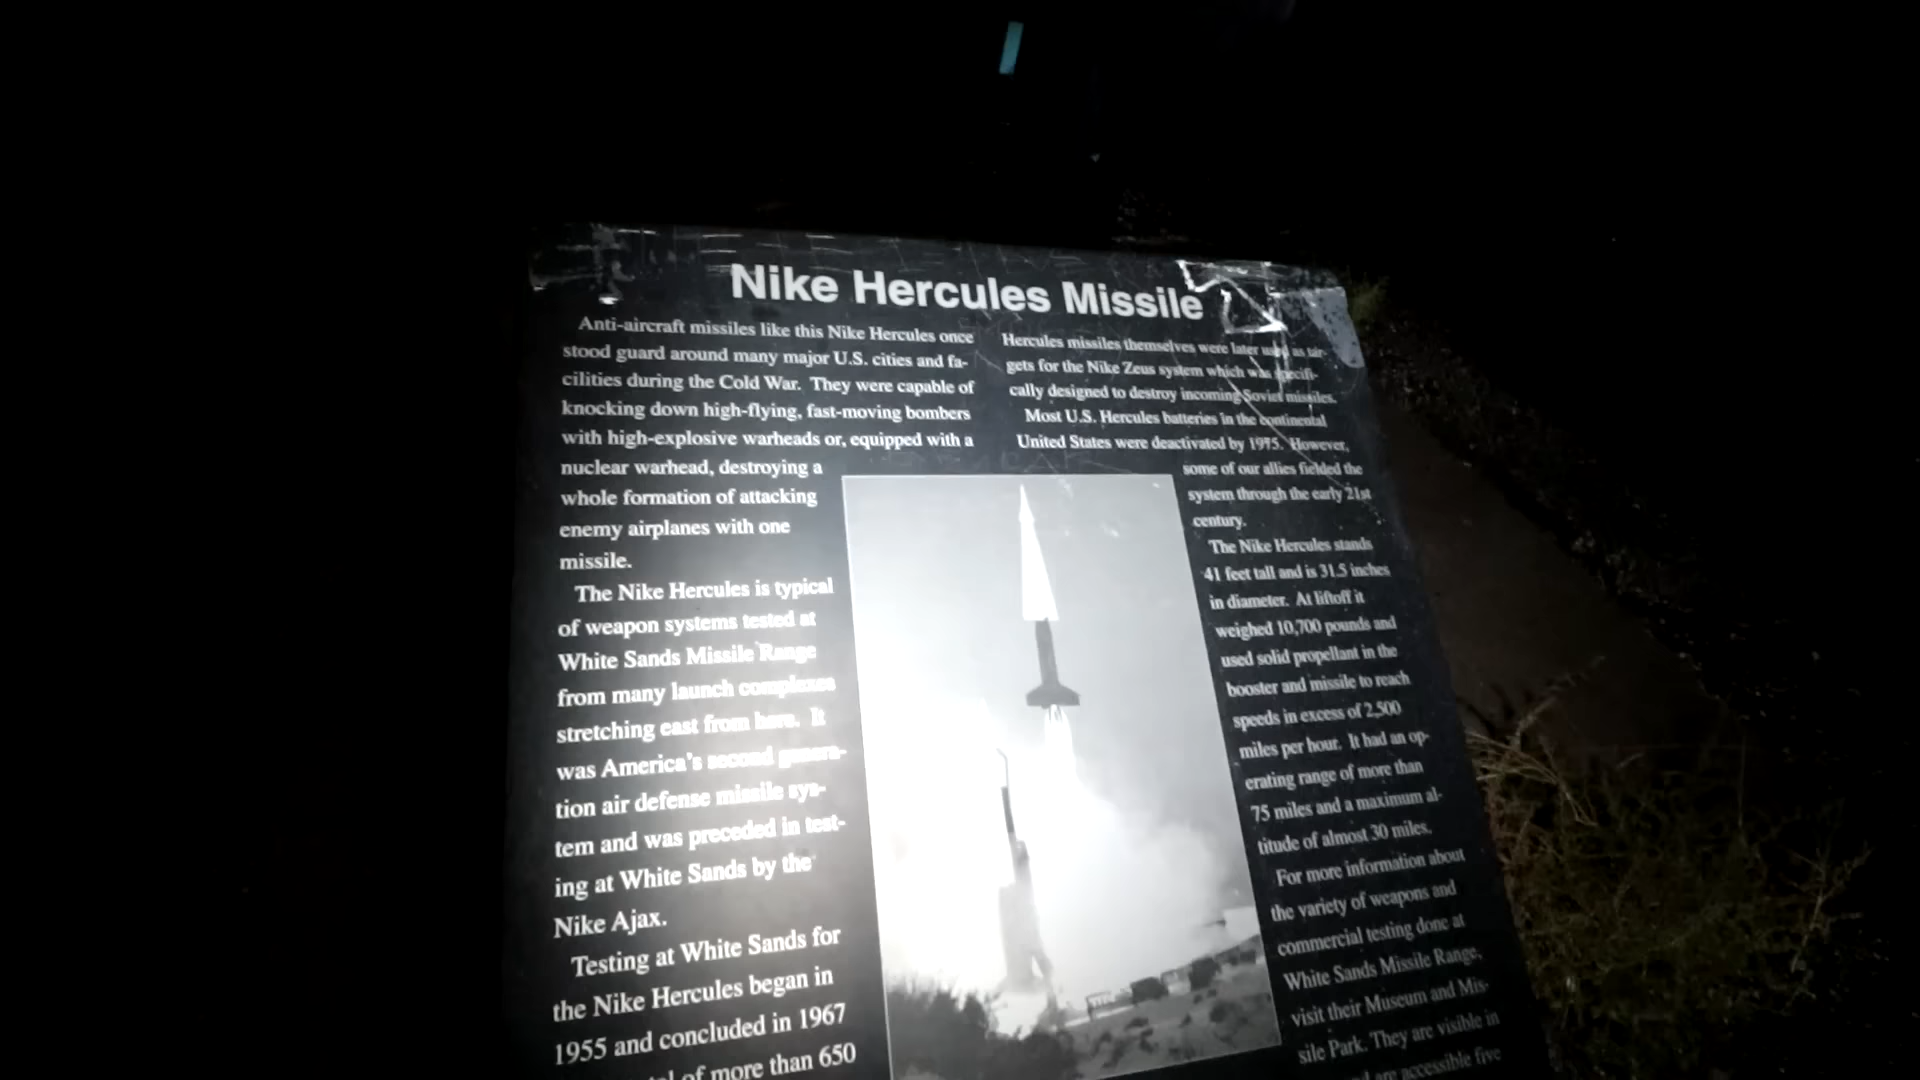 Nike Hercules Missile
Anti-aircraft missiles like this Nike Hercules once
stood guard around many major U.S. cities and fa-
cilities during the Cold War. They were capable of
knocking down high-flying, fast-moving bombers
with high-explosive warheads or, equipped with a
nuclear warhead, destroying a
whole formation of attacking
enemy airplanes with one
missile.
The Nike Hercules is typical
of weapon systems tested at
White Sands Missile Range
from many launch complexes
stretching east from here. It
was America's second genera-
tion air defense missile sys-
tem and was preceded in test-
ing at White Sands by the
Nike Ajax.
Testing at White Sands for
the Nike Hercules began in
1955 and concluded in 1967
of more than 650
Hercules missiles themselves were later used as tar-
gets for the Nike Zeus system which was specifi-
cally designed to destroy incoming Soviet missiles.
Most U.S. Hercules batteries in the continental
United States were deactivated by 1975. However,
some of our allies fielded the
system through the early 21st
century.
The Nike Hercules stands
41 feet tall and is 31.5 inches
in diameter. At liftoff it
weighed 10,700 pounds and
used solid propellant in the
booster and missile to reach
speeds in excess of 2,500
miles per hour. It had an op-
erating range of more than
75 miles and a maximum al-
titude of almost 30 miles.
For more information about
the variety of weapons and
commercial testing done at
White Sands Missile Range,
visit their Museum and Mis-
sile Park. They are visible in
are accessible five